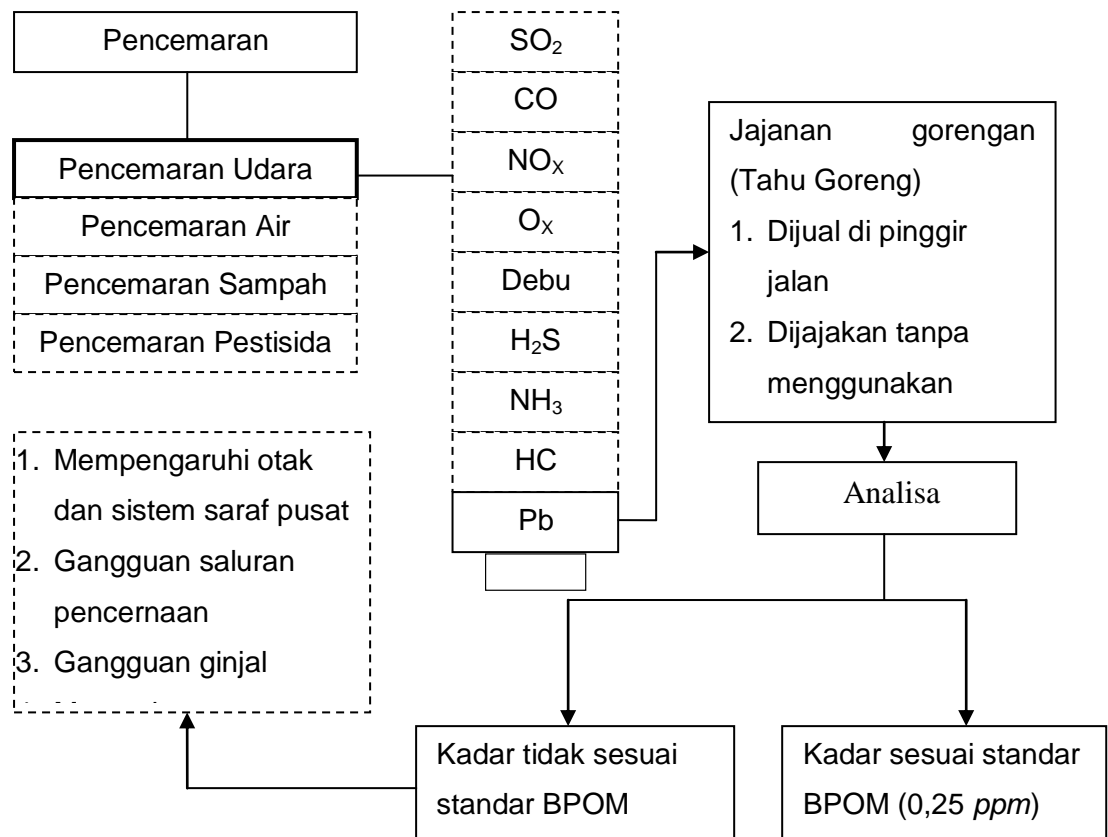 Pencemaran
Pencemaran Udara
Pencemaran Air
Pencemaran Sampah
Pencemaran Pestisida
SO₂
CO
NOₓ
Oₓ
Debu
H₂S
NH₃
HC
Pb
Jajanan gorengan
(Tahu Goreng)
1. Dijual di pinggir
jalan
2. Dijajakan tanpa
menggunakan
Analisa
1. Mempengaruhi otak
dan sistem saraf pusat
2. Gangguan saluran
pencernaan
3. Gangguan ginjal
Kadar tidak sesuai
standar BPOM
Kadar sesuai standar
BPOM (0,25 ppm)